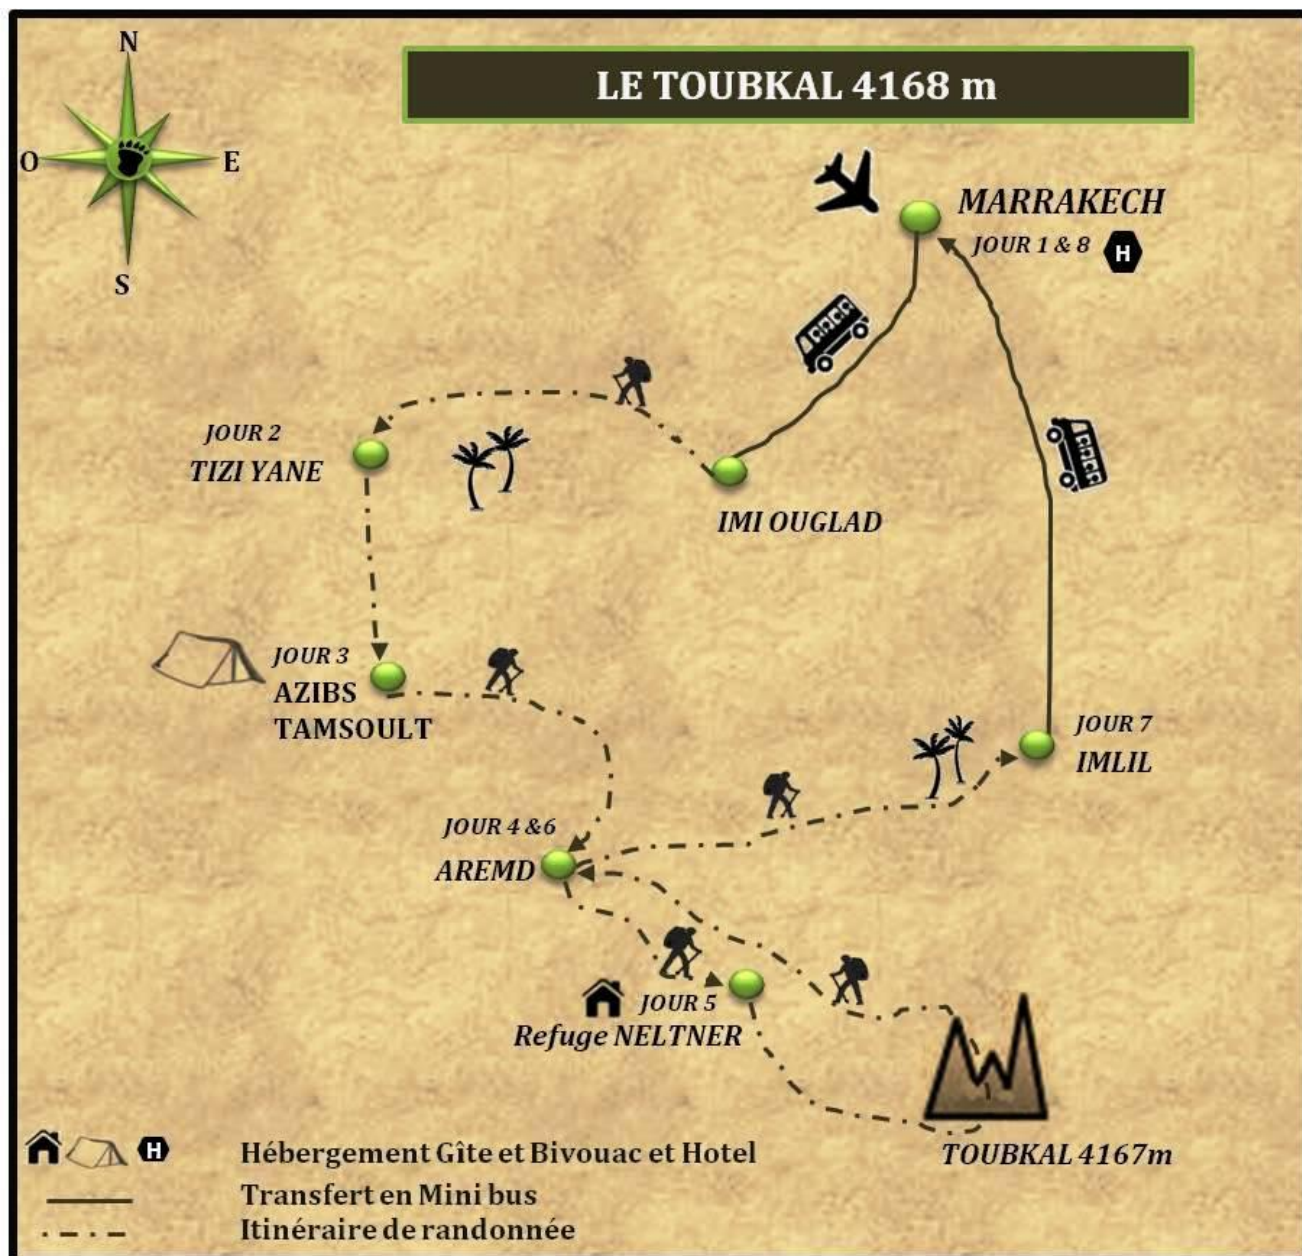 N
LE TOUBKAL 4168 m
O
E
S
MARRAKECH
JOUR 1 & 8
H
JOUR 2
TIZI YANE
IMI OUGLAD
JOUR 3
AZIBS
TAMSOULT
JOUR 7
IMLIL
JOUR 4 &6
AREMD
JOUR 5
Refuge NELTNER
TOUBKAL 4167m
H
Hébergement Gîte et Bivouac et Hotel
Transfert en Mini bus
Itinéraire de randonnée